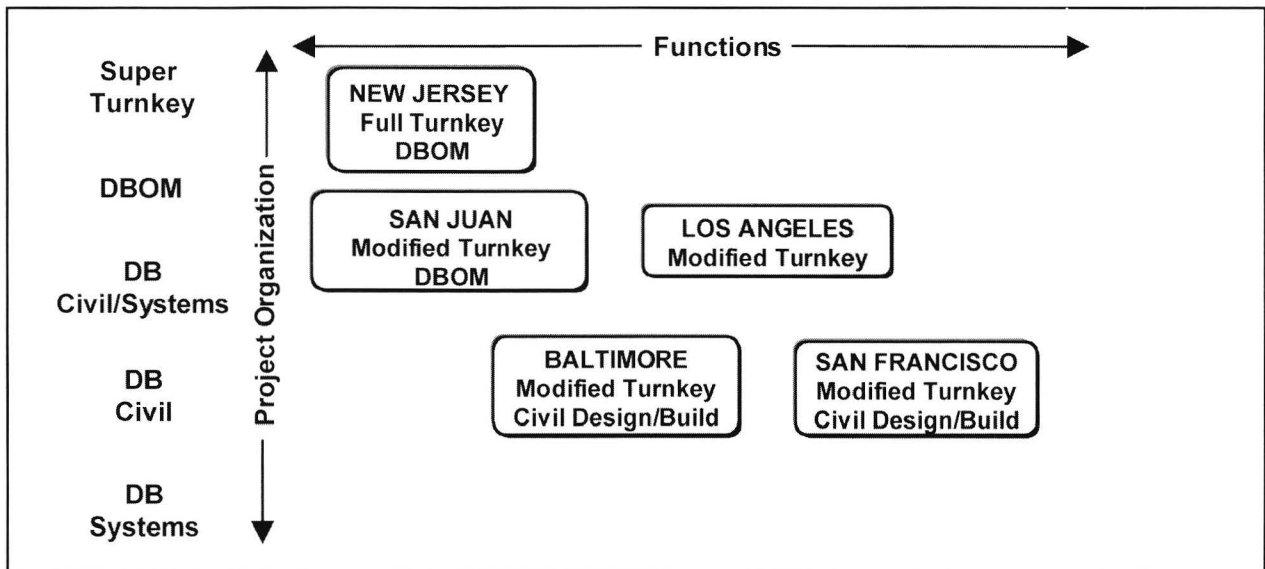 Functions
Project Organization
Super
Turnkey
DBOM
DB
Civil/Systems
DB
Civil
DB
Systems
NEW JERSEY
Full Turnkey
DBOM
SAN JUAN
Modified Turnkey
DBOM
LOS ANGELES
Modified Turnkey
BALTIMORE
Modified Turnkey
Civil Design/Build
SAN FRANCISCO
Modified Turnkey
Civil Design/Build